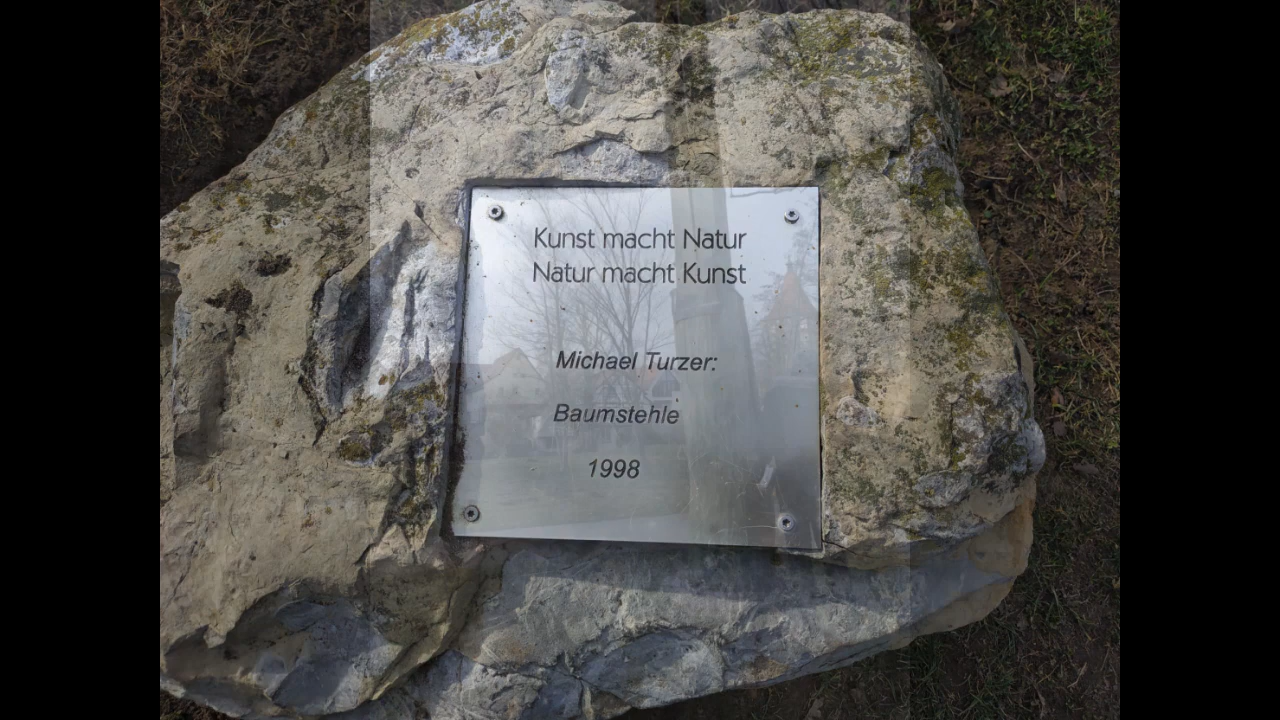 Kunst macht Natur
Natur macht Kunst
Michael Turzer:
Baumstehle
1998